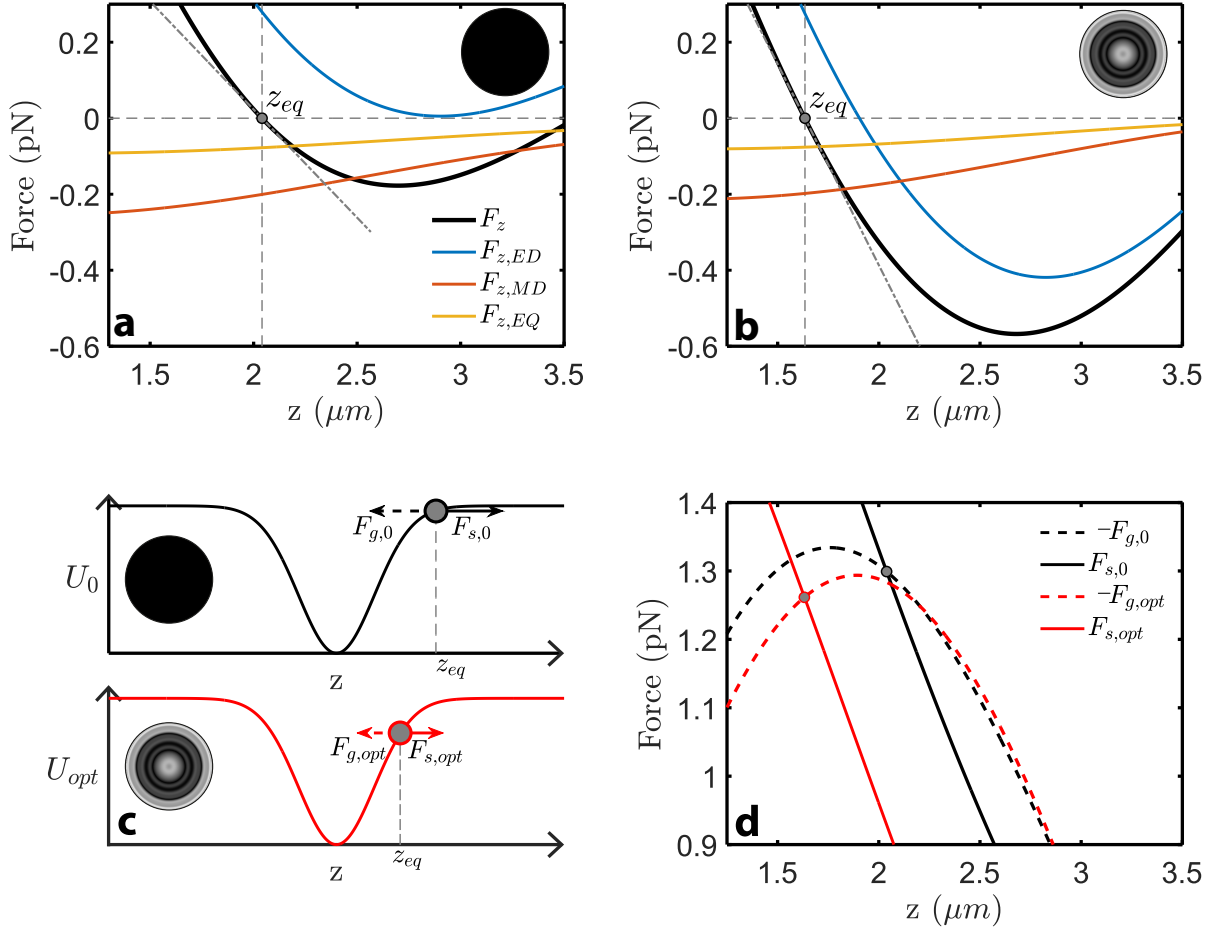 0.2
0
-0.2
-0.4
-0.6
Force (pN)
z_eq
F_z
F_z,ED
F_z,MD
F_z,EQ
a
1.5 2 2.5 3 3.5
z (μm)
0.2
0
-0.2
-0.4
-0.6
Force (pN)
z_eq
b
1.5 2 2.5 3 3.5
z (μm)
U_0
F_g,0 F_s,0
z z_eq
U_opt
F_g,opt F_s,opt
c
z z_eq
1.4
1.3
1.2
1.1
1
0.9
Force (pN)
-F_g,0
F_s,0
-F_g,opt
F_s,opt
d
1.5 2 2.5 3 3.5
z (μm)